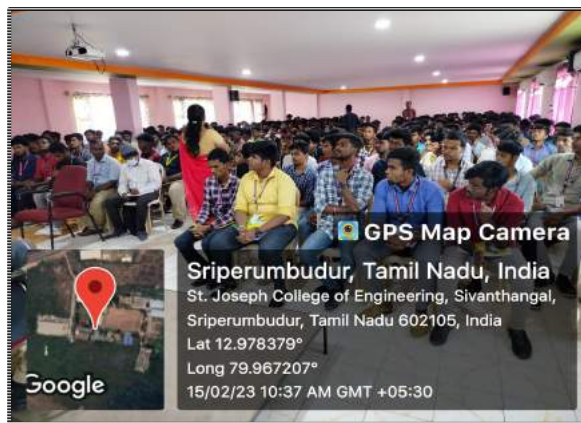 GPS Map Camera
Sriperumbudur, Tamil Nadu, India
St. Joseph College of Engineering, Sivanthangal,
Sriperumbudur, Tamil Nadu 602105, India
Lat 12.978379°
Long 79.967207°
15/02/23 10:37 AM GMT +05:30
Google